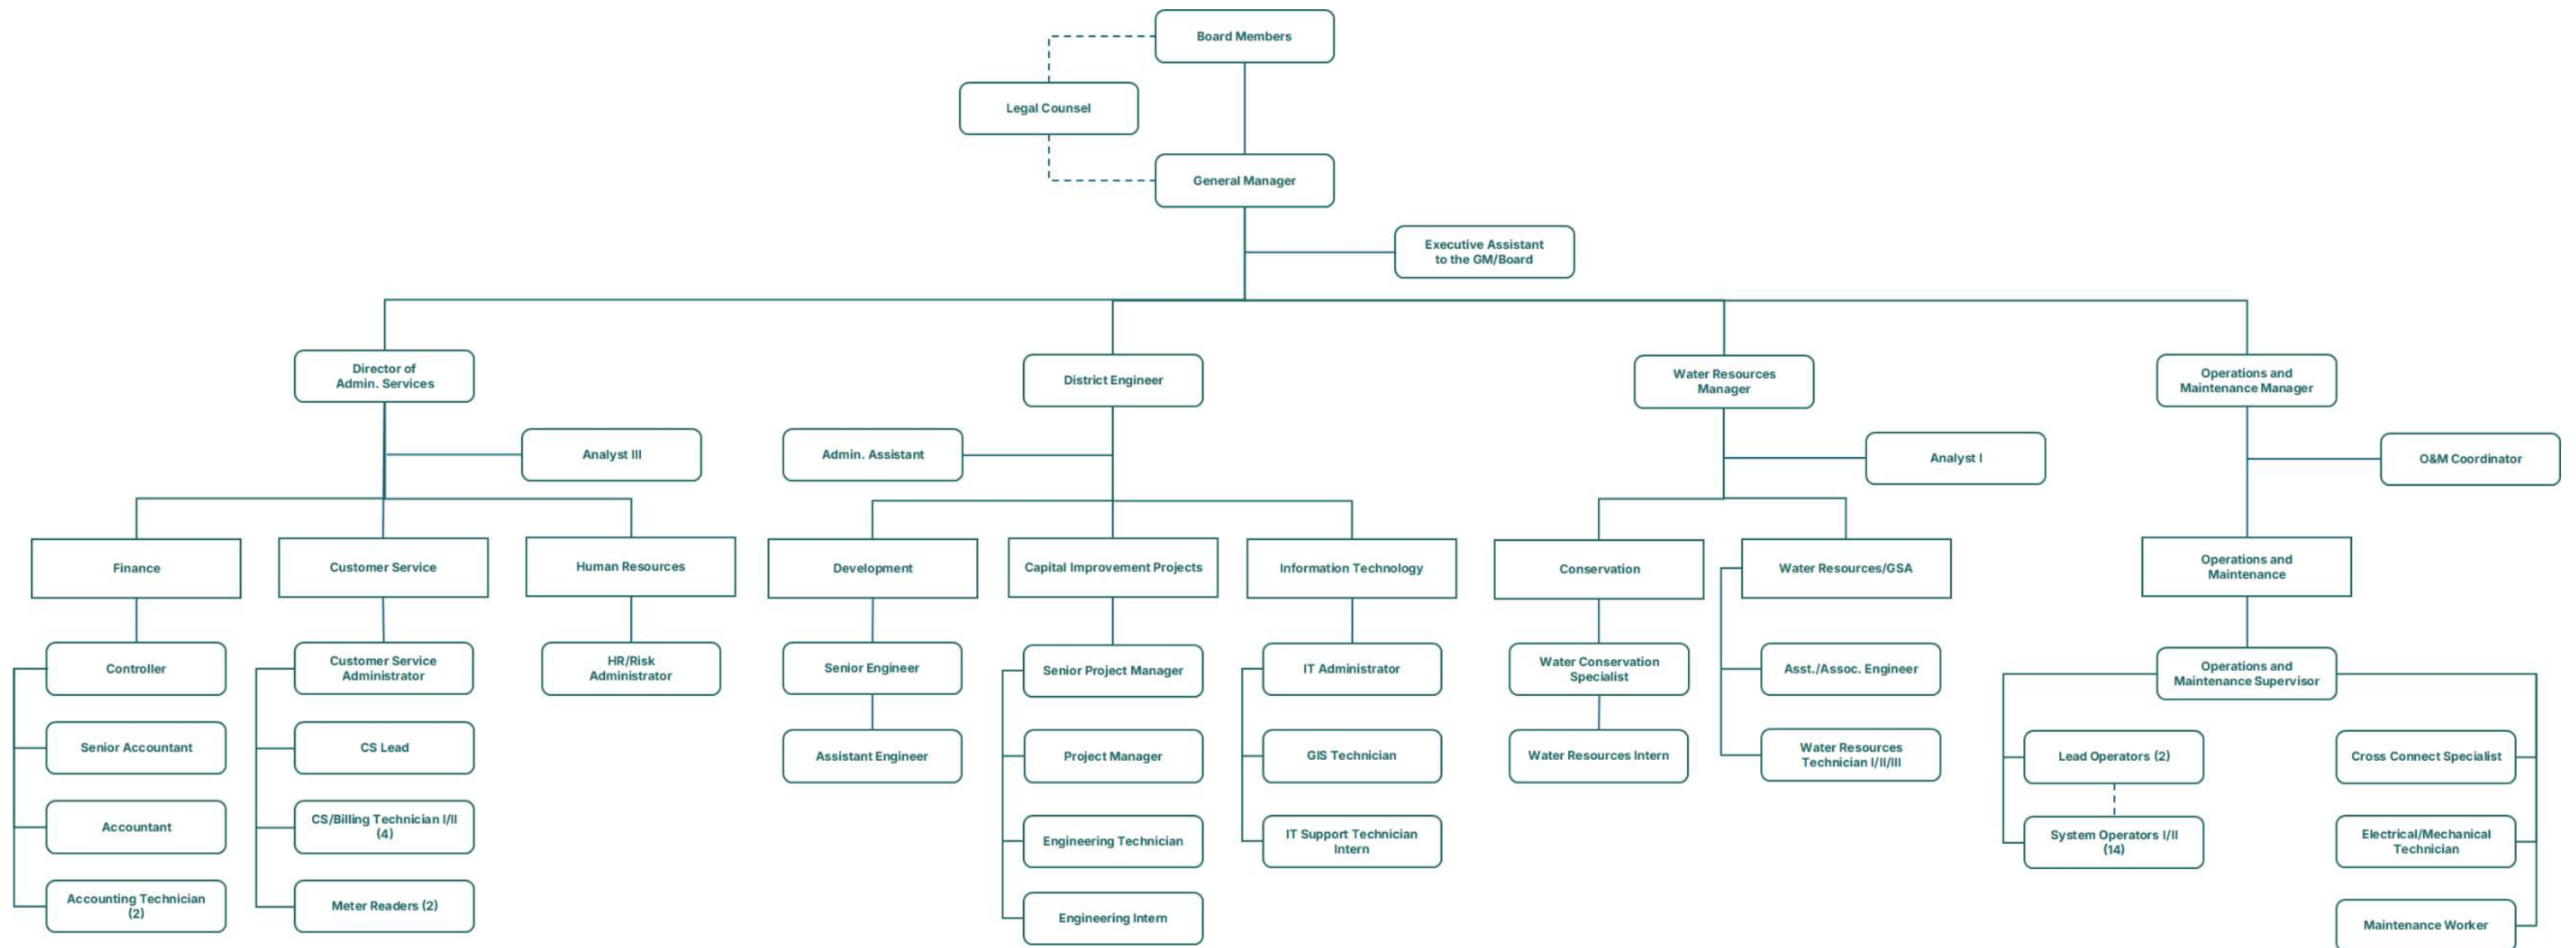 Board Members
Legal Counsel
General Manager
Executive Assistant
to the GM/Board
Director of
Admin. Services
District Engineer
Water Resources
Manager
Operations and
Maintenance Manager
Analyst III
Admin. Assistant
Analyst I
O&M Coordinator
Finance
Customer Service
Human Resources
Development
Capital Improvement Projects
Information Technology
Conservation
Water Resources/GSA
Operations and
Maintenance
Controller
Senior Accountant
Accountant
Accounting Technician
(2)
Customer Service
Administrator
CS Lead
CS/Billing Technician I/II
(4)
Meter Readers (2)
HR/Risk
Administrator
Senior Engineer
Assistant Engineer
Senior Project Manager
Project Manager
Engineering Technician
Engineering Intern
IT Administrator
GIS Technician
IT Support Technician
Intern
Water Conservation
Specialist
Water Resources Intern
Asst./Assoc. Engineer
Water Resources
Technician I/II/III
Operations and
Maintenance Supervisor
Lead Operators (2)
System Operators I/II
(14)
Cross Connect Specialist
Electrical/Mechanical
Technician
Maintenance Worker